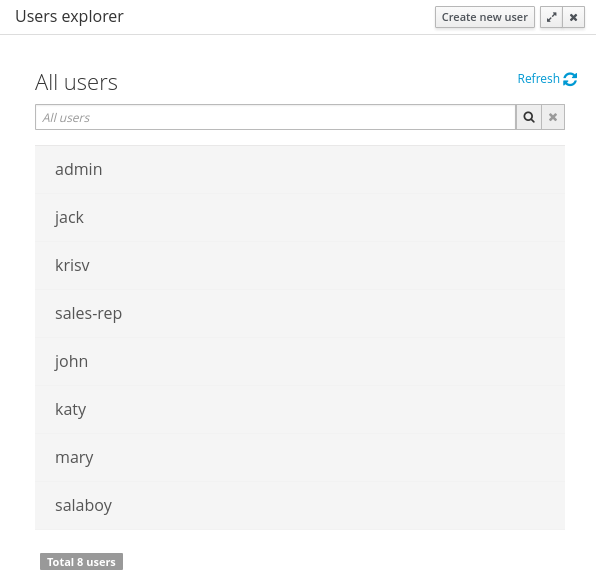 Users explorer
Create new user
All users
Refresh
All users
admin
jack
krisv
sales-rep
john
katy
mary
salaboy
Total 8 users